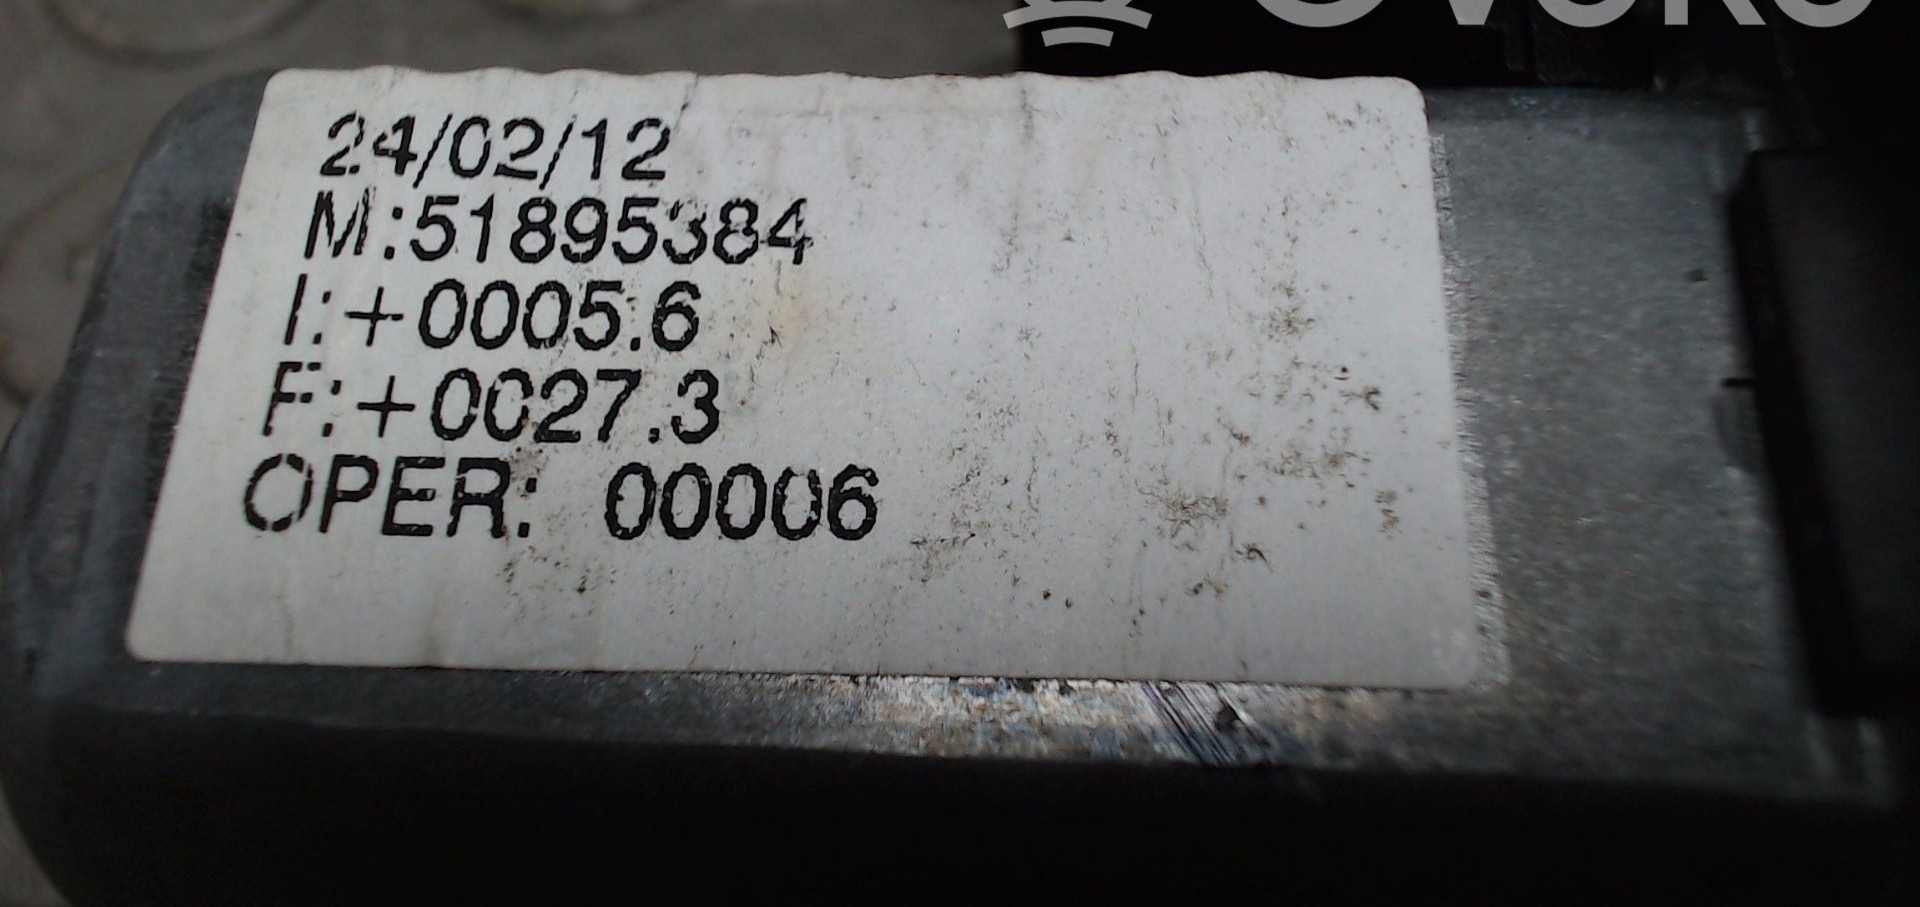 24/02/12
M:51895384
I:+0005.6
F:+0027.3
OPER: 00006